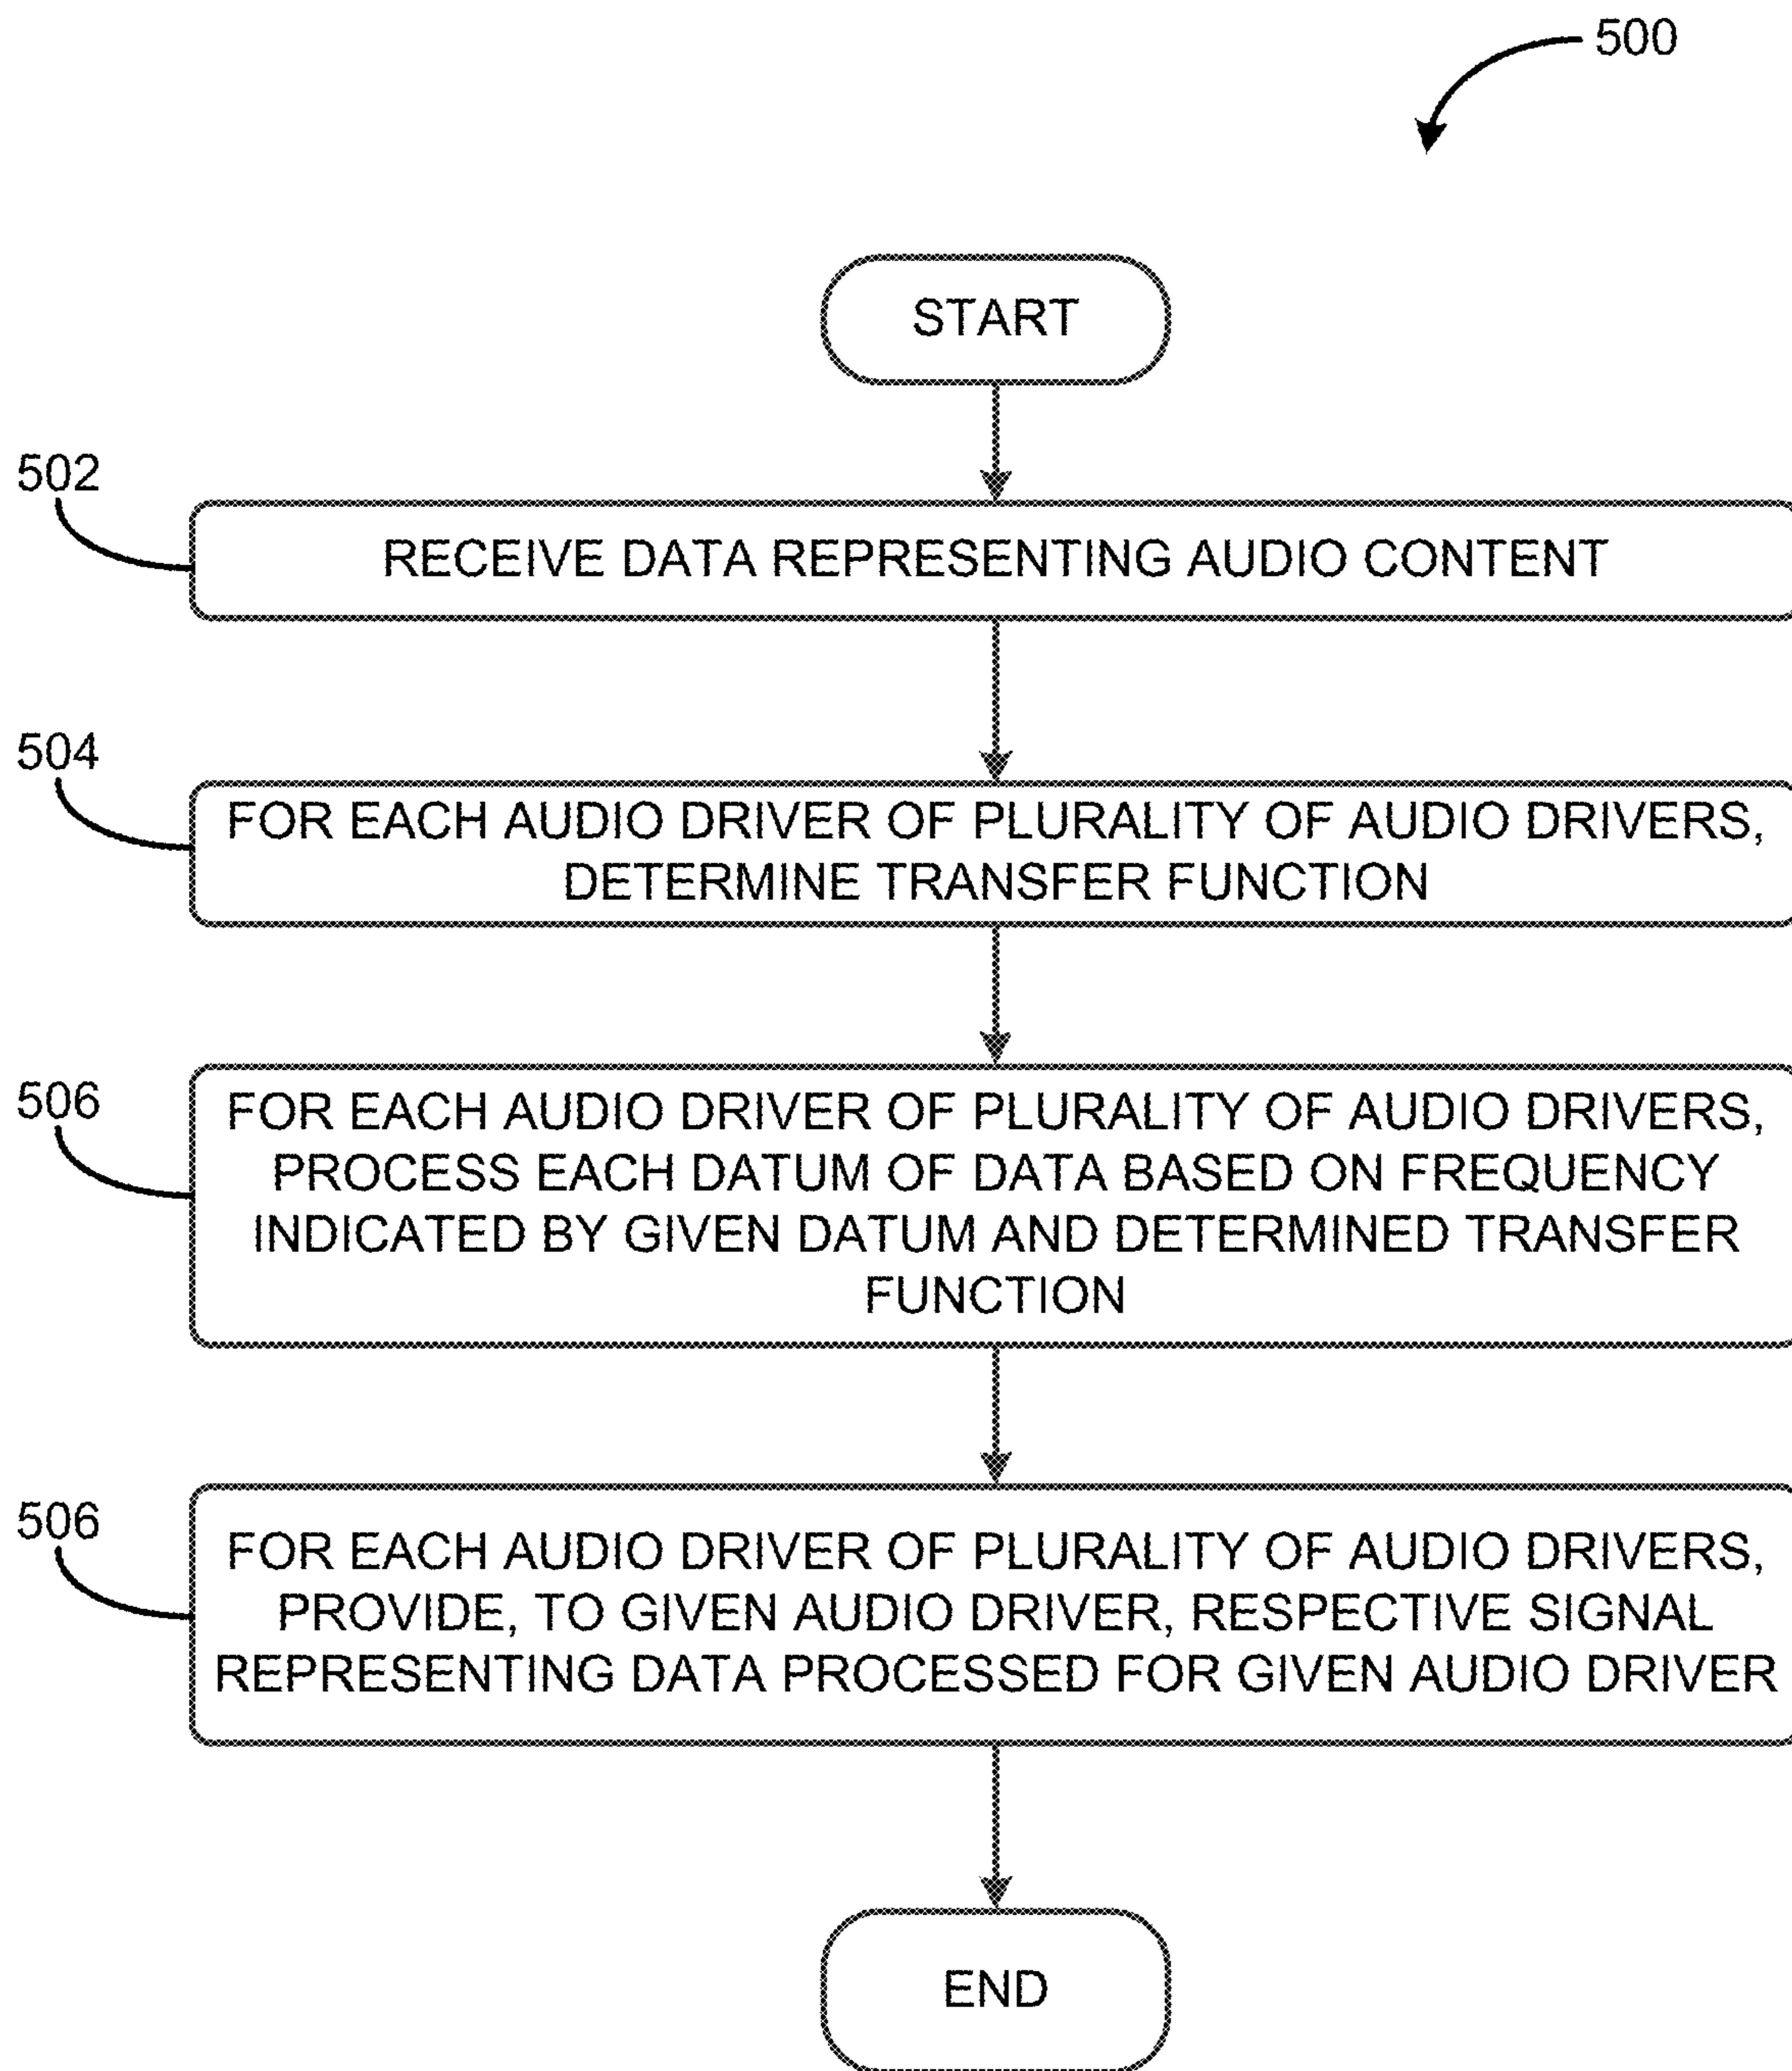 500
START
502
RECEIVE DATA REPRESENTING AUDIO CONTENT
504
FOR EACH AUDIO DRIVER OF PLURALITY OF AUDIO DRIVERS,
DETERMINE TRANSFER FUNCTION
506
FOR EACH AUDIO DRIVER OF PLURALITY OF AUDIO DRIVERS,
PROCESS EACH DATUM OF DATA BASED ON FREQUENCY
INDICATED BY GIVEN DATUM AND DETERMINED TRANSFER
FUNCTION
506
FOR EACH AUDIO DRIVER OF PLURALITY OF AUDIO DRIVERS,
PROVIDE, TO GIVEN AUDIO DRIVER, RESPECTIVE SIGNAL
REPRESENTING DATA PROCESSED FOR GIVEN AUDIO DRIVER
END